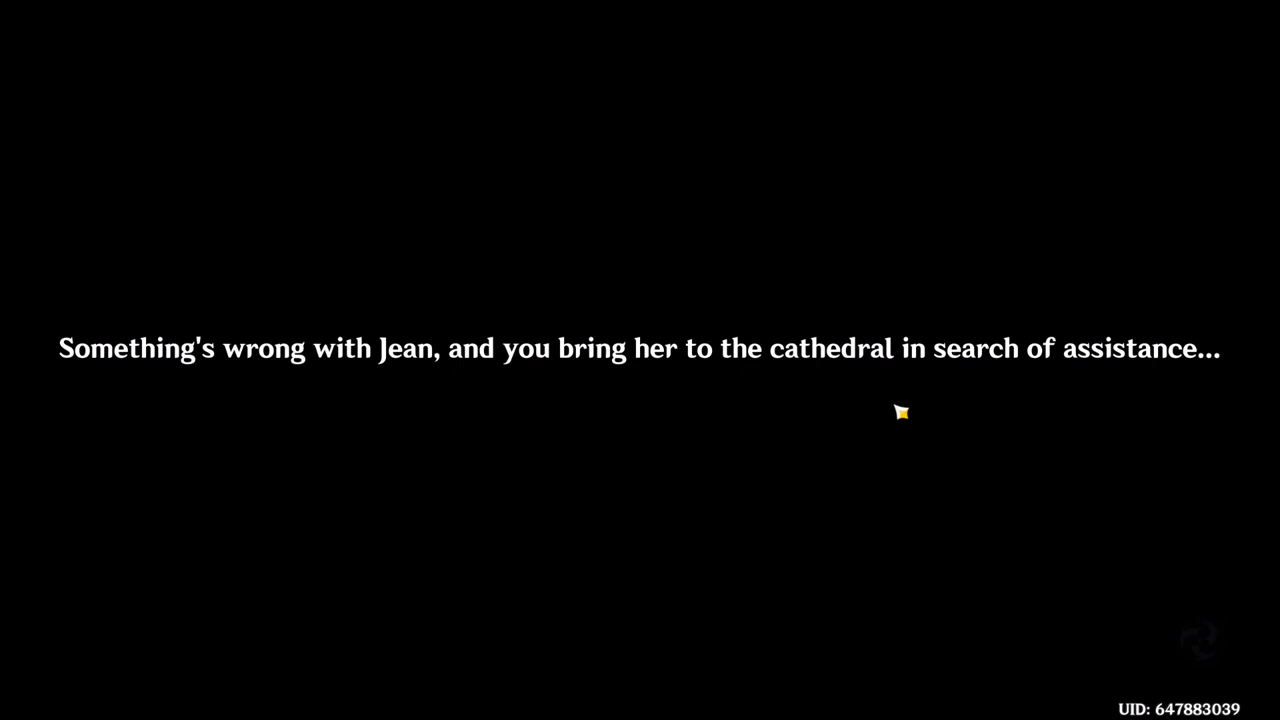 Something's wrong with Jean, and you bring her to the cathedral in search of assistance...
UID: 647883039